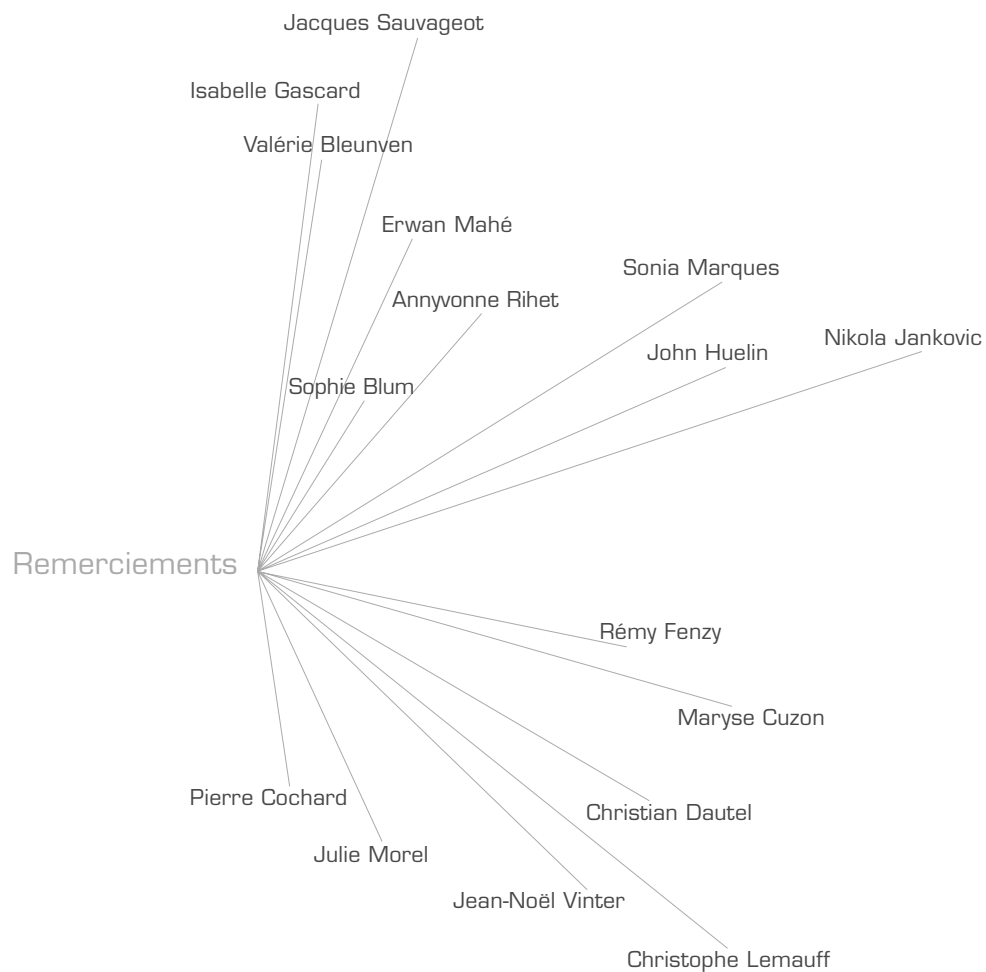 Jacques Sauvageot
Isabelle Gascard
Valérie Bleunven
Erwan Mahé
Sonia Marques
Annyvonne Rihet
Nikola Jankovic
John Huelin
Sophie Blum
Remerciements
Rémy Fenzy
Maryse Cuzon
Pierre Cochard
Christian Dautel
Julie Morel
Jean-Noël Vinter
Christophe Lemauff